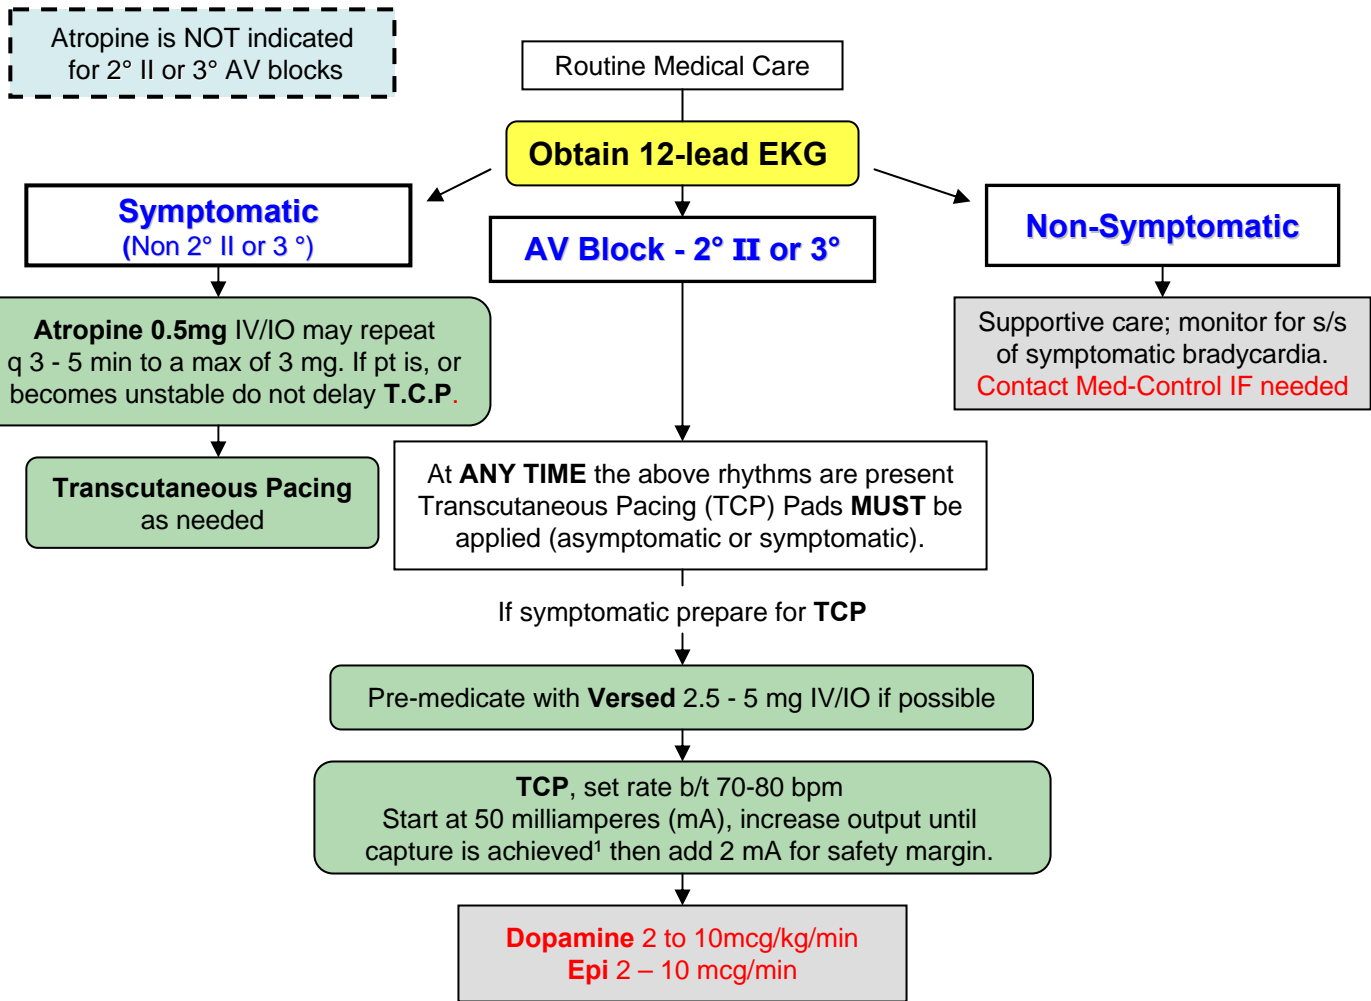 Atropine is NOT indicated
for 2° II or 3° AV blocks
Routine Medical Care
Obtain 12-lead EKG
Symptomatic
(Non 2° II or 3 °)
AV Block - 2° II or 3°
Non-Symptomatic
Atropine 0.5mg IV/IO may repeat
q 3 - 5 min to a max of 3 mg. If pt is, or
becomes unstable do not delay T.C.P.
Supportive care; monitor for s/s
of symptomatic bradycardia.
Contact Med-Control IF needed
Transcutaneous Pacing
as needed
At ANY TIME the above rhythms are present
Transcutaneous Pacing (TCP) Pads MUST be
applied (asymptomatic or symptomatic).
If symptomatic prepare for TCP
Pre-medicate with Versed 2.5 - 5 mg IV/IO if possible
TCP, set rate b/t 70-80 bpm
Start at 50 milliamperes (mA), increase output until
capture is achieved¹ then add 2 mA for safety margin.
Dopamine 2 to 10mcg/kg/min
Epi 2 – 10 mcg/min